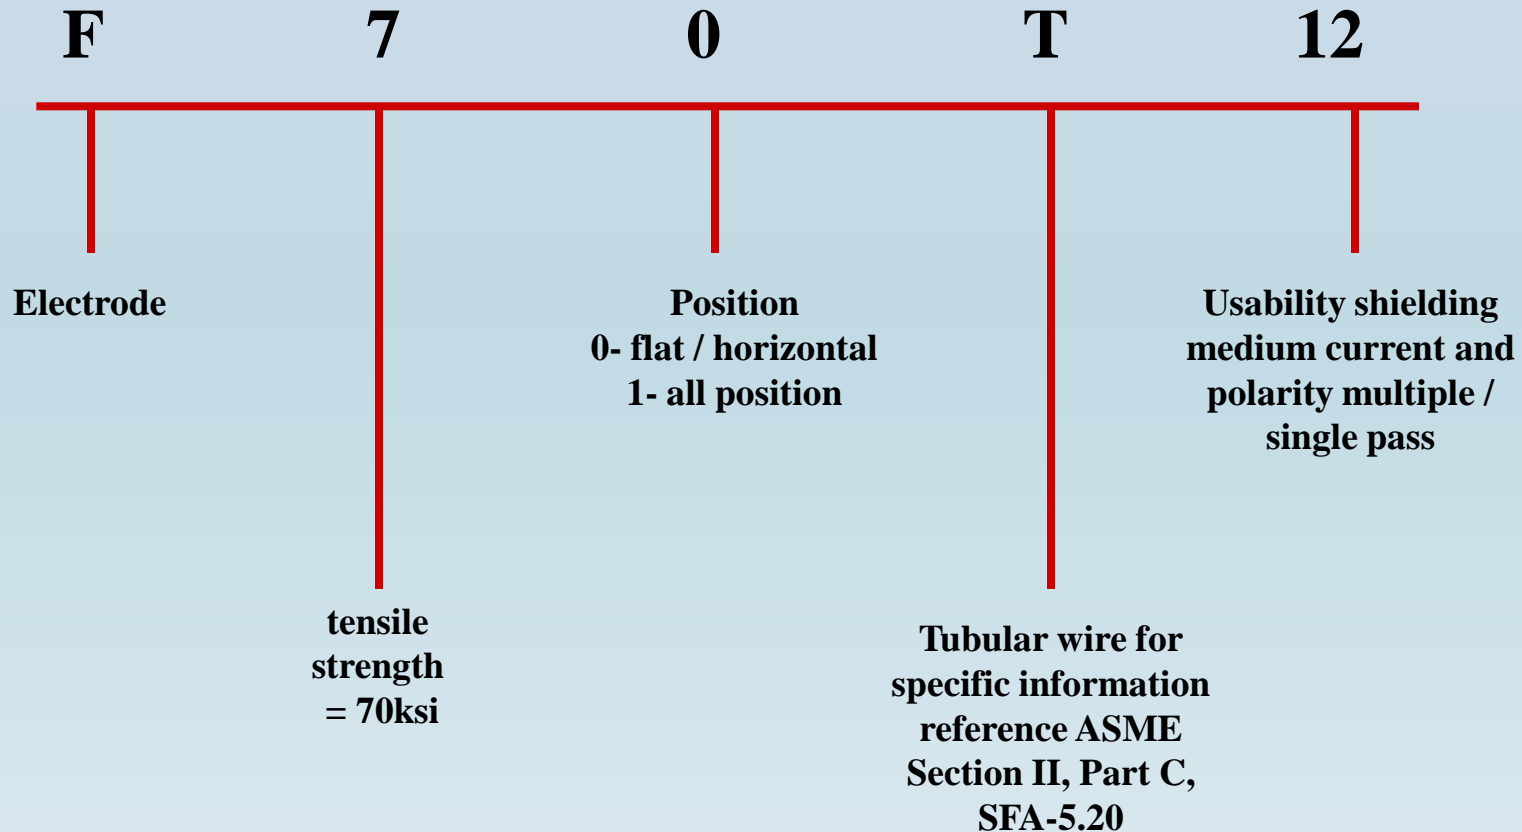 F 7 0 T 12
Electrode
tensile
strength
= 70ksi
Position
0- flat / horizontal
1- all position
Tubular wire for
specific information
reference ASME
Section II, Part C,
SFA-5.20
Usability shielding
medium current and
polarity multiple /
single pass